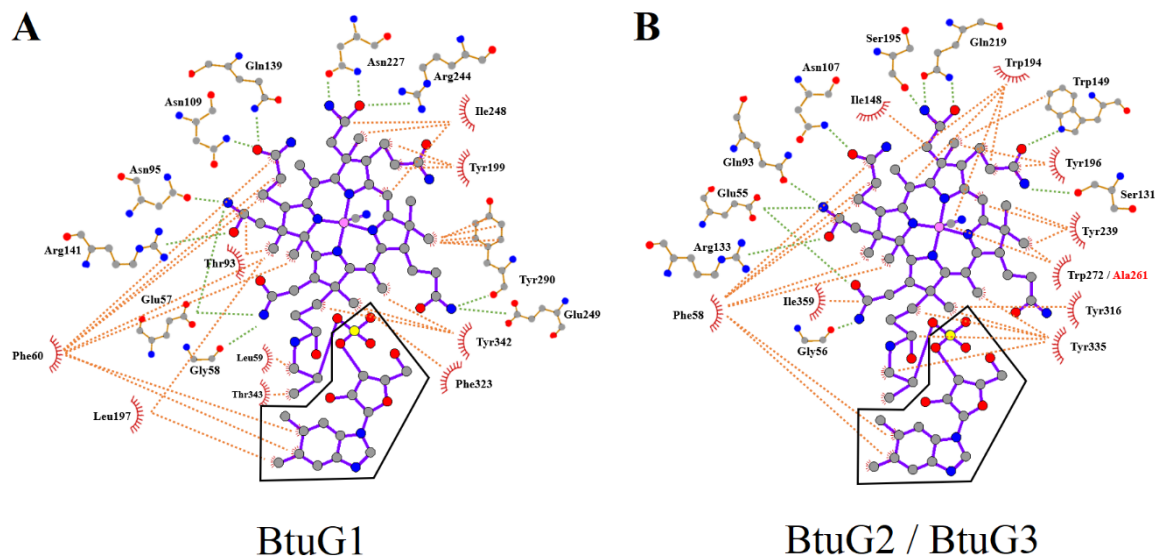 A
Asn227
Gln139
Arg244
Asn109
Ile248
Asn95
Tyr199
Arg141
Thr93
Tyr290
Glu57
Glu249
Phe60
Gly58
Tyr342
Leu59
Phe323
Thr343
Leu197
BtuG1
B
Ser195
Gln219
Trp194
Asn107
Trp149
Ile148
Gln93
Tyr196
Glu55
Ser131
Arg133
Tyr239
Trp272 / Ala261
Ile359
Phe58
Tyr316
Tyr335
Gly56
BtuG2 / BtuG3